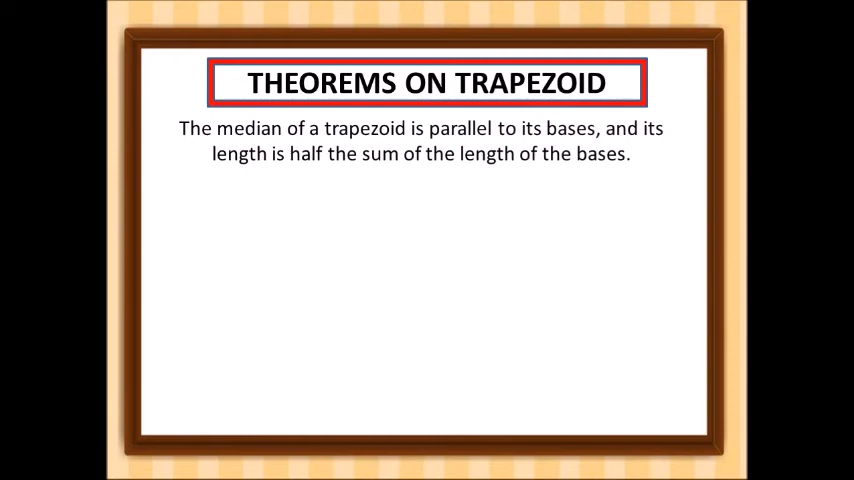 THEOREMS ON TRAPEZOID
The median of a trapezoid is parallel to its bases, and its
length is half the sum of the length of the bases.